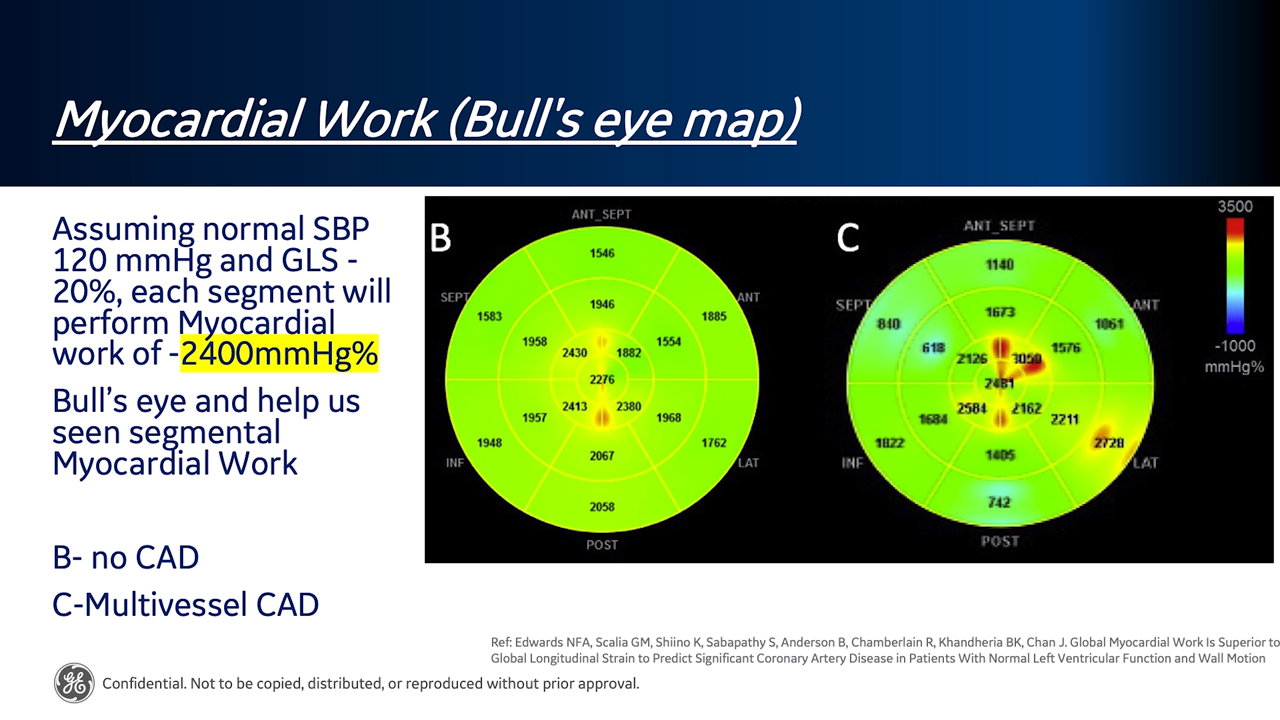 Myocardial Work (Bull's eye map)
Assuming normal SBP
120 mmHg and GLS -
20%, each segment will
perform Myocardial
work of -2400mmHg%
Bull's eye and help us
seen segmental
Myocardial Work
B- no CAD
C-Multivessel CAD
B
ANT_SEPT
1546
SEPT
ANT
1583
1946
1885
1958
1554
2430
1882
2276
2413
2380
1957
1968
1948
1762
2067
INF
LAT
2058
POST
C
ANT_SEPT
1140
SEPT
ANT
840
1673
1061
618
1576
2126
3050
2481
2584
2162
1684
2211
1822
2728
1405
INF
LAT
742
POST
3500
-1000
mmHg%
Ref: Edwards NFA, Scalia GM, Shiino K, Sabapathy S, Anderson B, Chamberlain R, Khandheria BK, Chan J. Global Myocardial Work Is Superior to
Global Longitudinal Strain to Predict Significant Coronary Artery Disease in Patients With Normal Left Ventricular Function and Wall Motion
GE
Confidential. Not to be copied, distributed, or reproduced without prior approval.